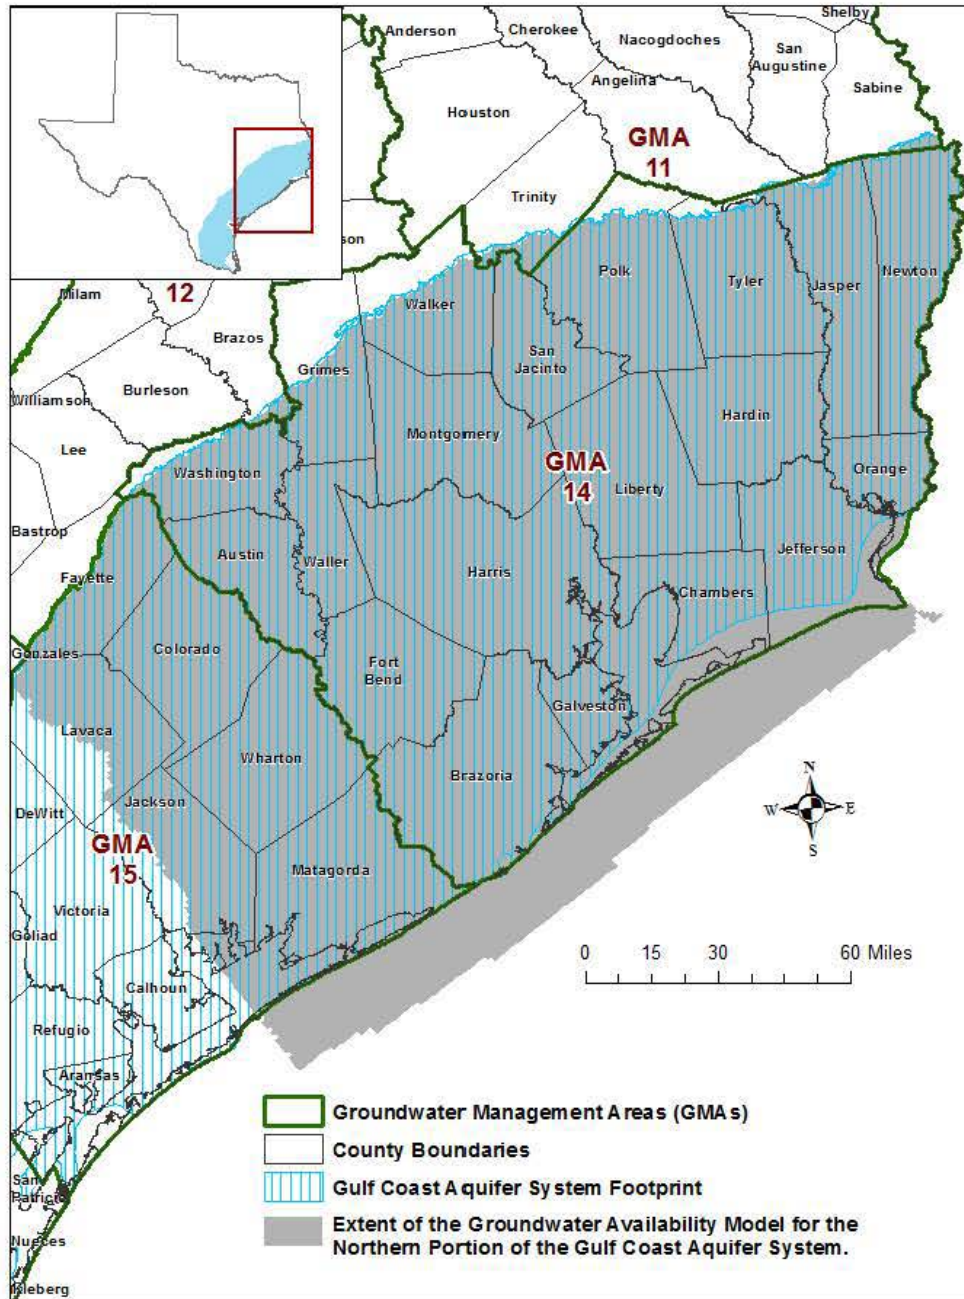 Shelby
Anderson
Cherokee
Nacogdoches
San
Augustine
Angelina
Sabine
Houston
GMA
11
Trinity
son
Polk
Tyler
Jasper
Newton
Milam
12
Walker
Brazos
San
Jacinto
Grimes
Burleson
Williamson
Hardin
Montgomery
Lee
GMA
14
Washington
Orange
Liberty
Bastrop
Austin
Waller
Jefferson
Harris
Fayette
Chambers
Gonzales
Colorado
Fort
Bend
Galveston
Lavaca
Wharton
Brazoria
N
W E
S
DeWitt
Jackson
GMA
15
Matagorda
Victoria
Goliad
0 15 30 60 Miles
Calhoun
Refugio
Aransas
Groundwater Management Areas (GMAs)
County Boundaries
San
Patricio
Gulf Coast Aquifer System Footprint
Extent of the Groundwater Availability Model for the
Northern Portion of the Gulf Coast Aquifer System.
Nueces
Kleberg